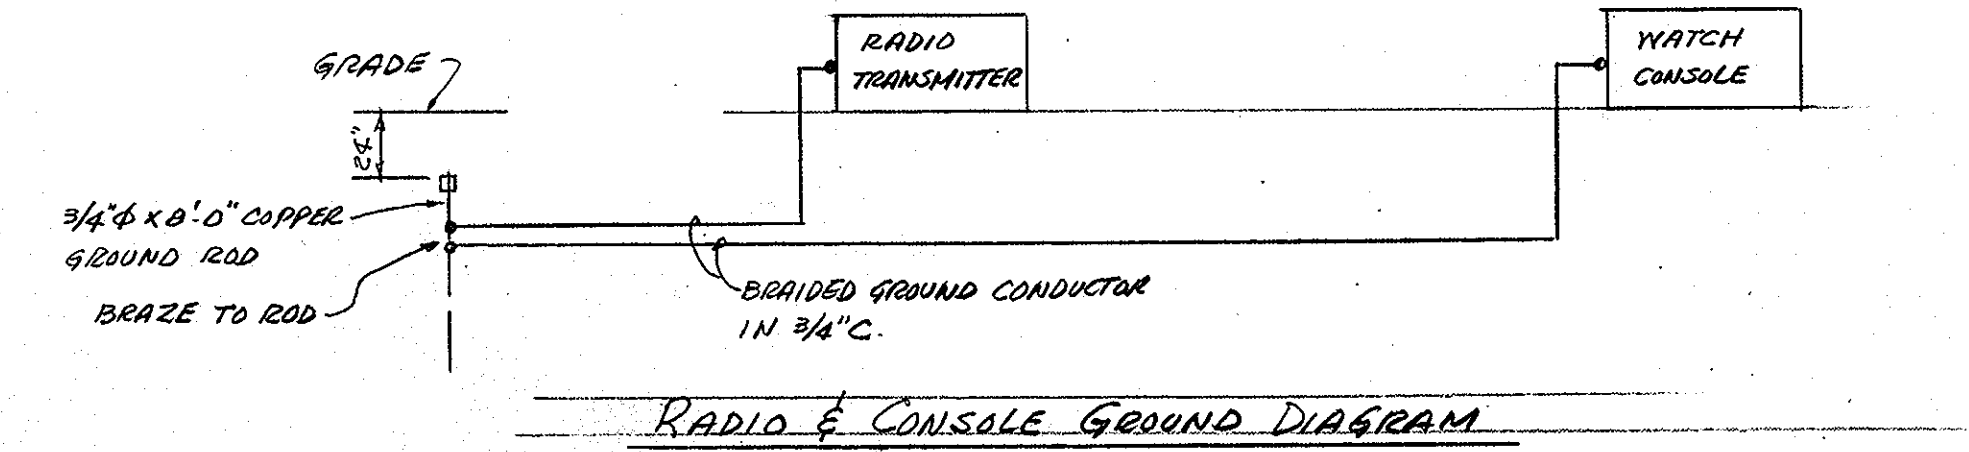 GRADE
24"
3/4"φ x 8'-0" COPPER
GROUND ROD
BRAZE TO ROD
RADIO
TRANSMITTER
WATCH
CONSOLE
BRAIDED GROUND CONDUCTOR
IN 3/4"C.
RADIO & CONSOLE GROUND DIAGRAM